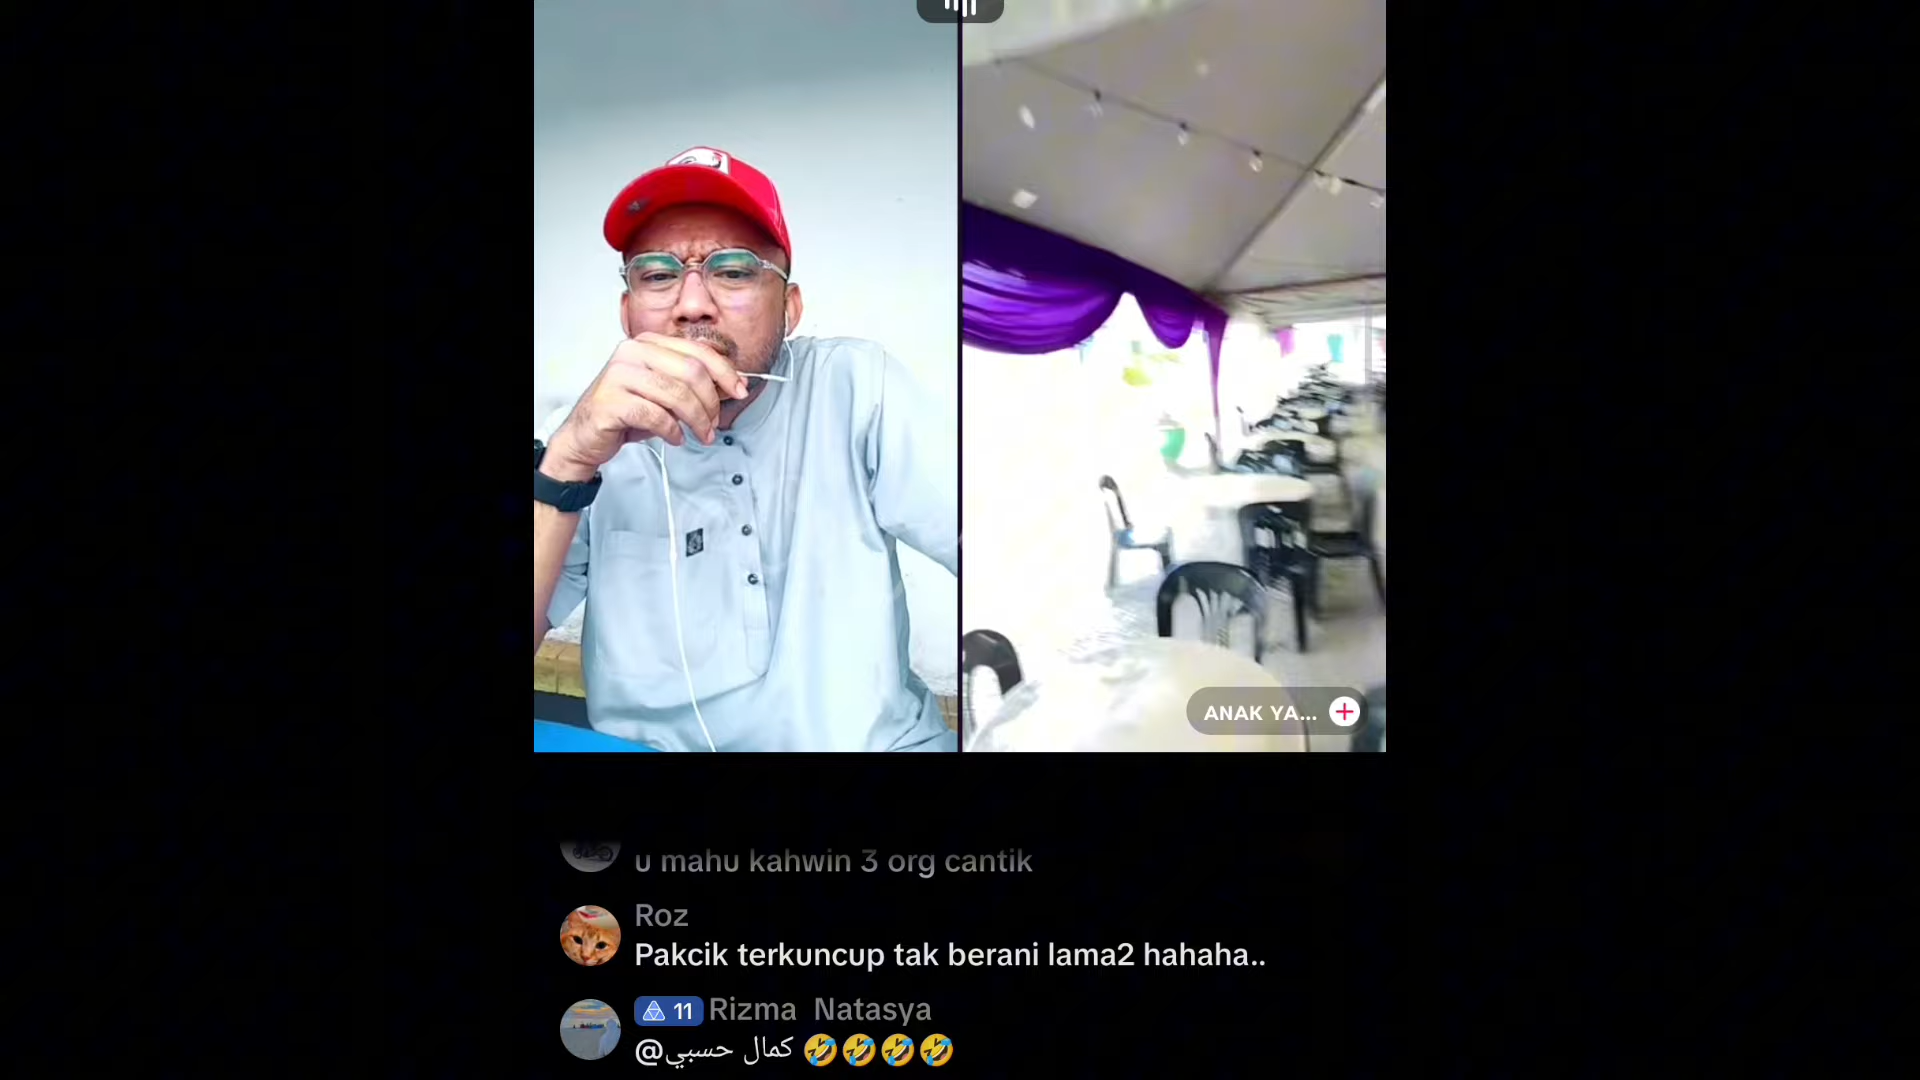 ANAK YA...
u mahu kahwin 3 org cantik
Roz
Pakcik terkuncup tak berani lama2 hahaha..
11 Rizma Natasya
@كمال حسبي 🤣🤣🤣🤣